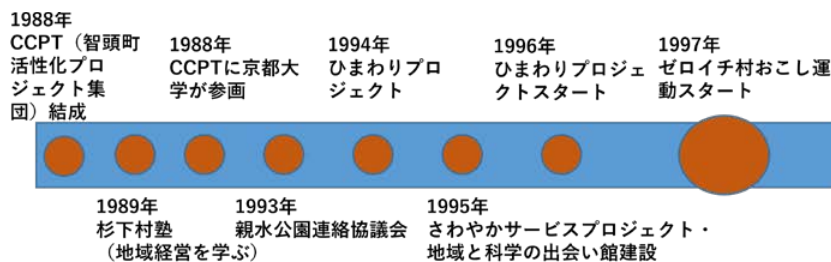 1988年
CCPT（智頭町
活性化プロ
ジェクト集
団）結成
1988年
CCPTに京都大
学が参画
1994年
ひまわりプロ
ジェクト
1996年
ひまわりプロジェ
クトスタート
1997年
ゼロイチ村おこし運
動スタート
1989年
杉下村塾
（地域経営を学ぶ）
1993年
親水公園連絡協議会
1995年
さわやかサービスプロジェクト・
地域と科学の出会い館建設